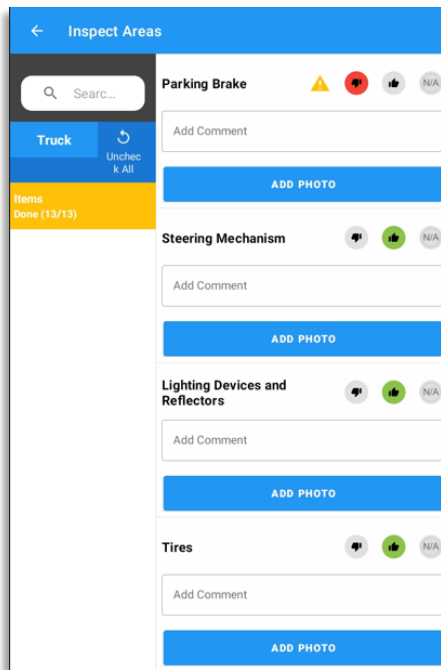 Inspect Areas
Searc...
Truck
Unchec
k All
Items
Done (13/13)
Parking Brake
N/A
Add Comment
ADD PHOTO
Steering Mechanism
N/A
Add Comment
ADD PHOTO
Lighting Devices and
Reflectors
N/A
Add Comment
ADD PHOTO
Tires
N/A
Add Comment
ADD PHOTO